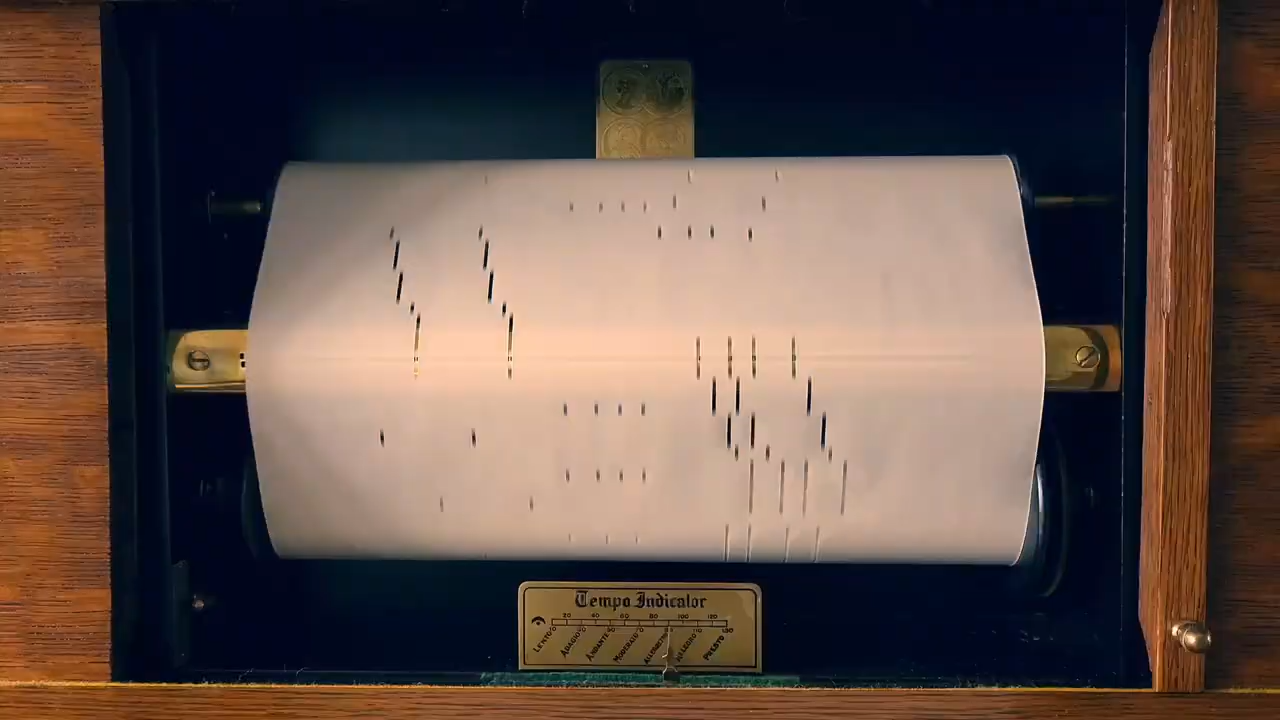 Tempo Indicator
20 40 60 80 100 120
LENTO ADAGIO ANDANTE MODERATO ALLEGRETTO ALLEGRO PRESTO